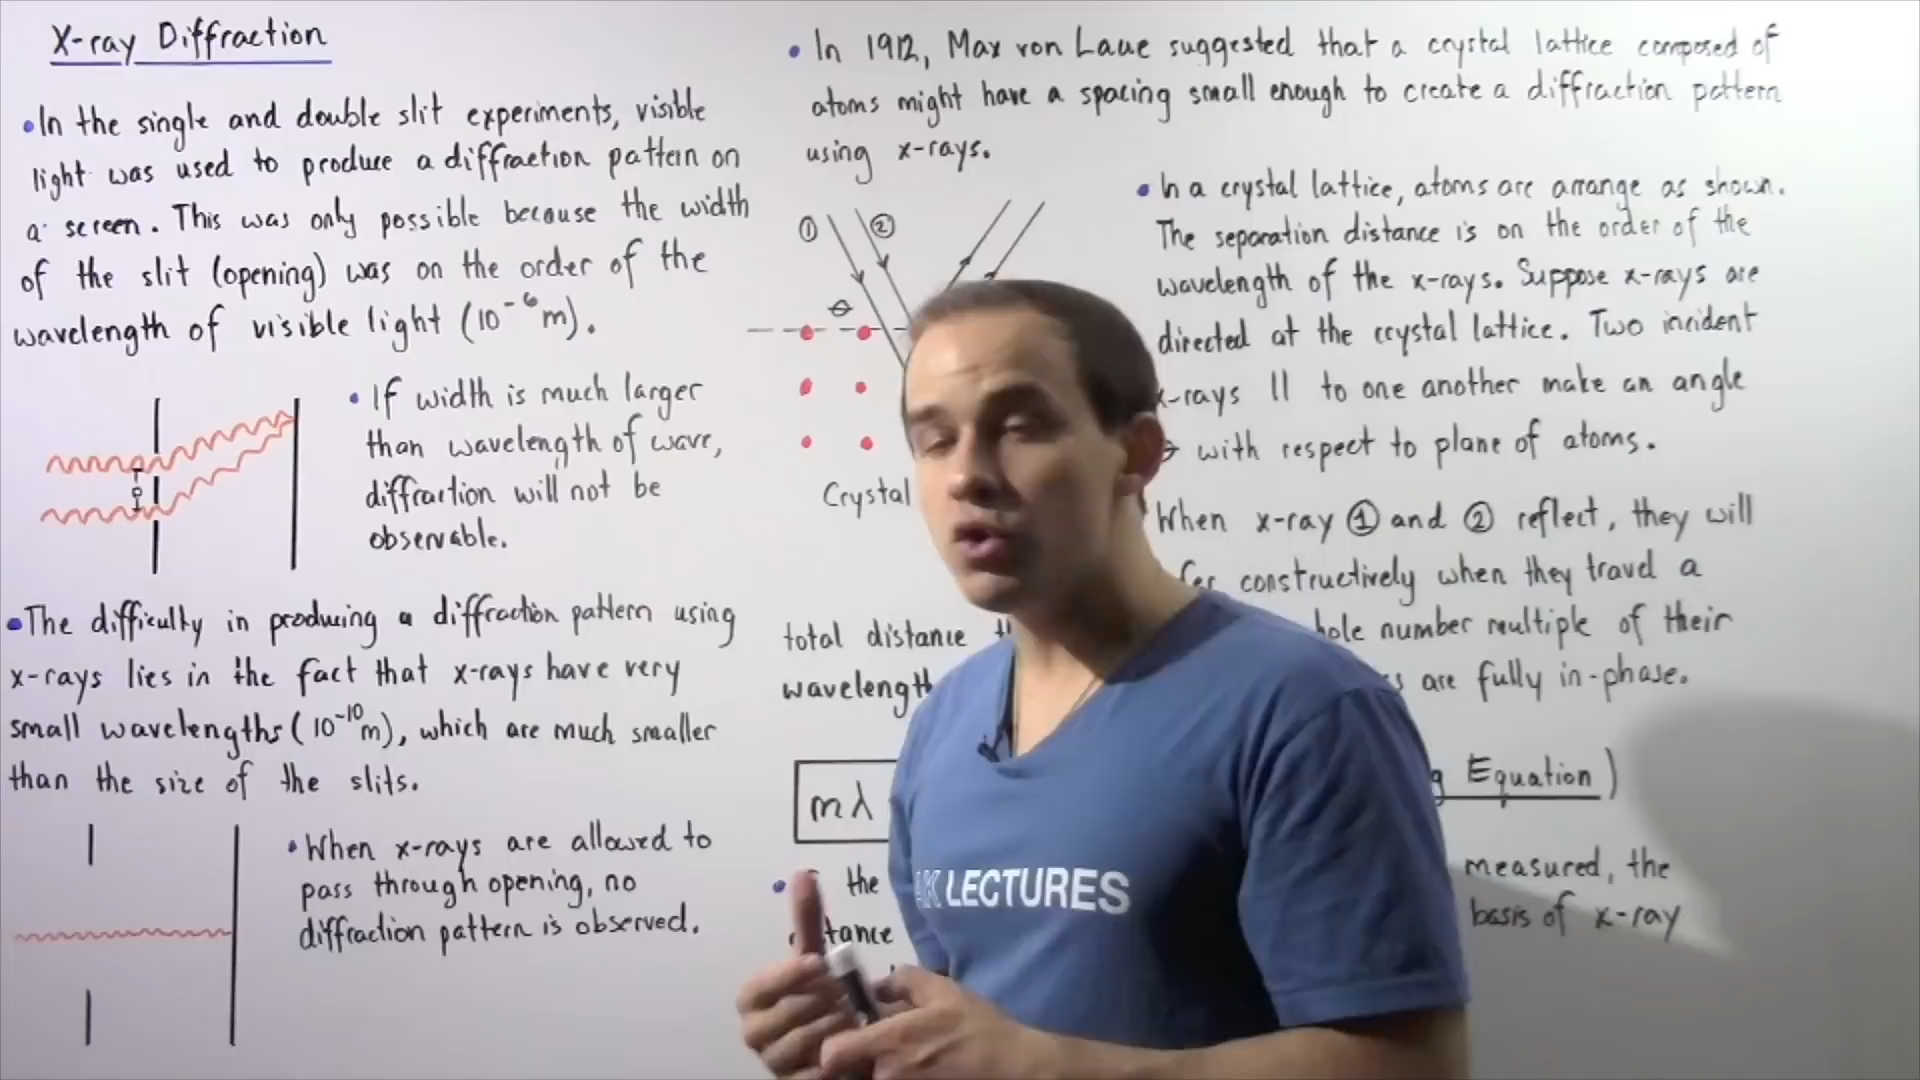 X-ray Diffraction
•In the single and double slit experiments, visible
light was used to produce a diffraction pattern on
a screen. This was only possible because the width
of the slit (opening) was on the order of the
wavelength of visible light (10⁻⁶m).
• If width is much larger
than wavelength of wave,
diffraction will not be
observable.
•The difficulty in producing a diffraction pattern using
x-rays lies in the fact that x-rays have very
small wavelengths (10⁻¹⁰m), which are much smaller
than the size of the slits.
•When x-rays are allowed to
pass through opening, no
diffraction pattern is observed.
• In 1912, Max von Laue suggested that a crystal lattice composed of
atoms might have a spacing small enough to create a diffraction pattern
using x-rays.
① ②
θ
Crystal
• In a crystal lattice, atoms are arrange as shown.
The separation distance is on the order of the
wavelength of the x-rays. Suppose x-rays are
directed at the crystal lattice. Two incident
x-rays || to one another make an angle
θ with respect to plane of atoms.
When x-ray ① and ② reflect, they will
constructively when they travel a
total distance number multiple of their
wavelength are fully in-phase.
mλ Equation)
• the measured, the
basis of x-ray
AK LECTURES